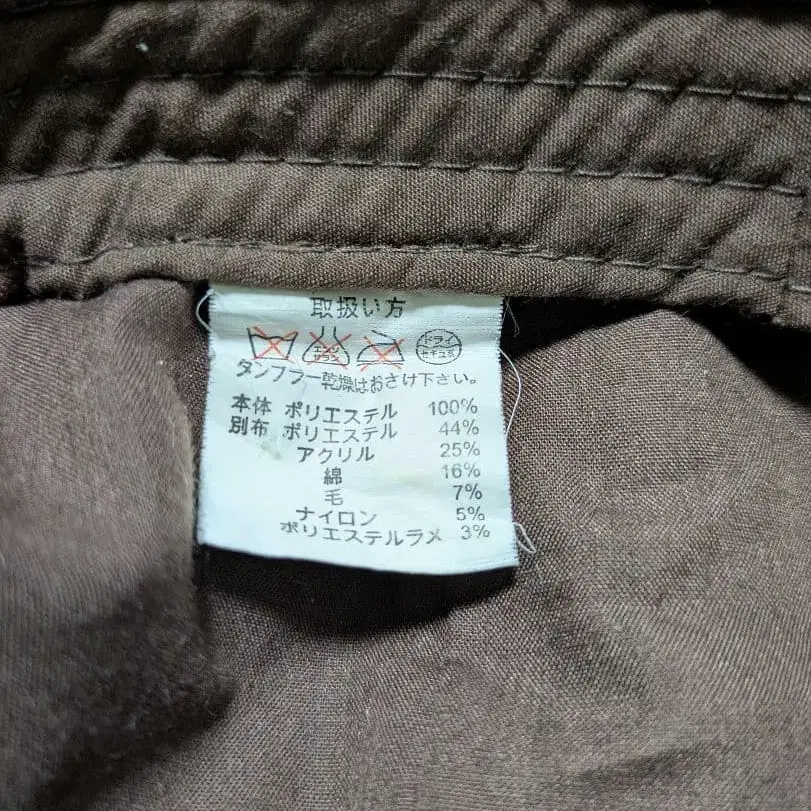 取扱い方
エンソ サラシ ドライ セキユ系
タンブラー乾燥はおさけ下さい。
本体 ポリエステル 100%
別布 ポリエステル 44%
アクリル 25%
綿 16%
毛 7%
ナイロン 5%
ポリエステルラメ 3%